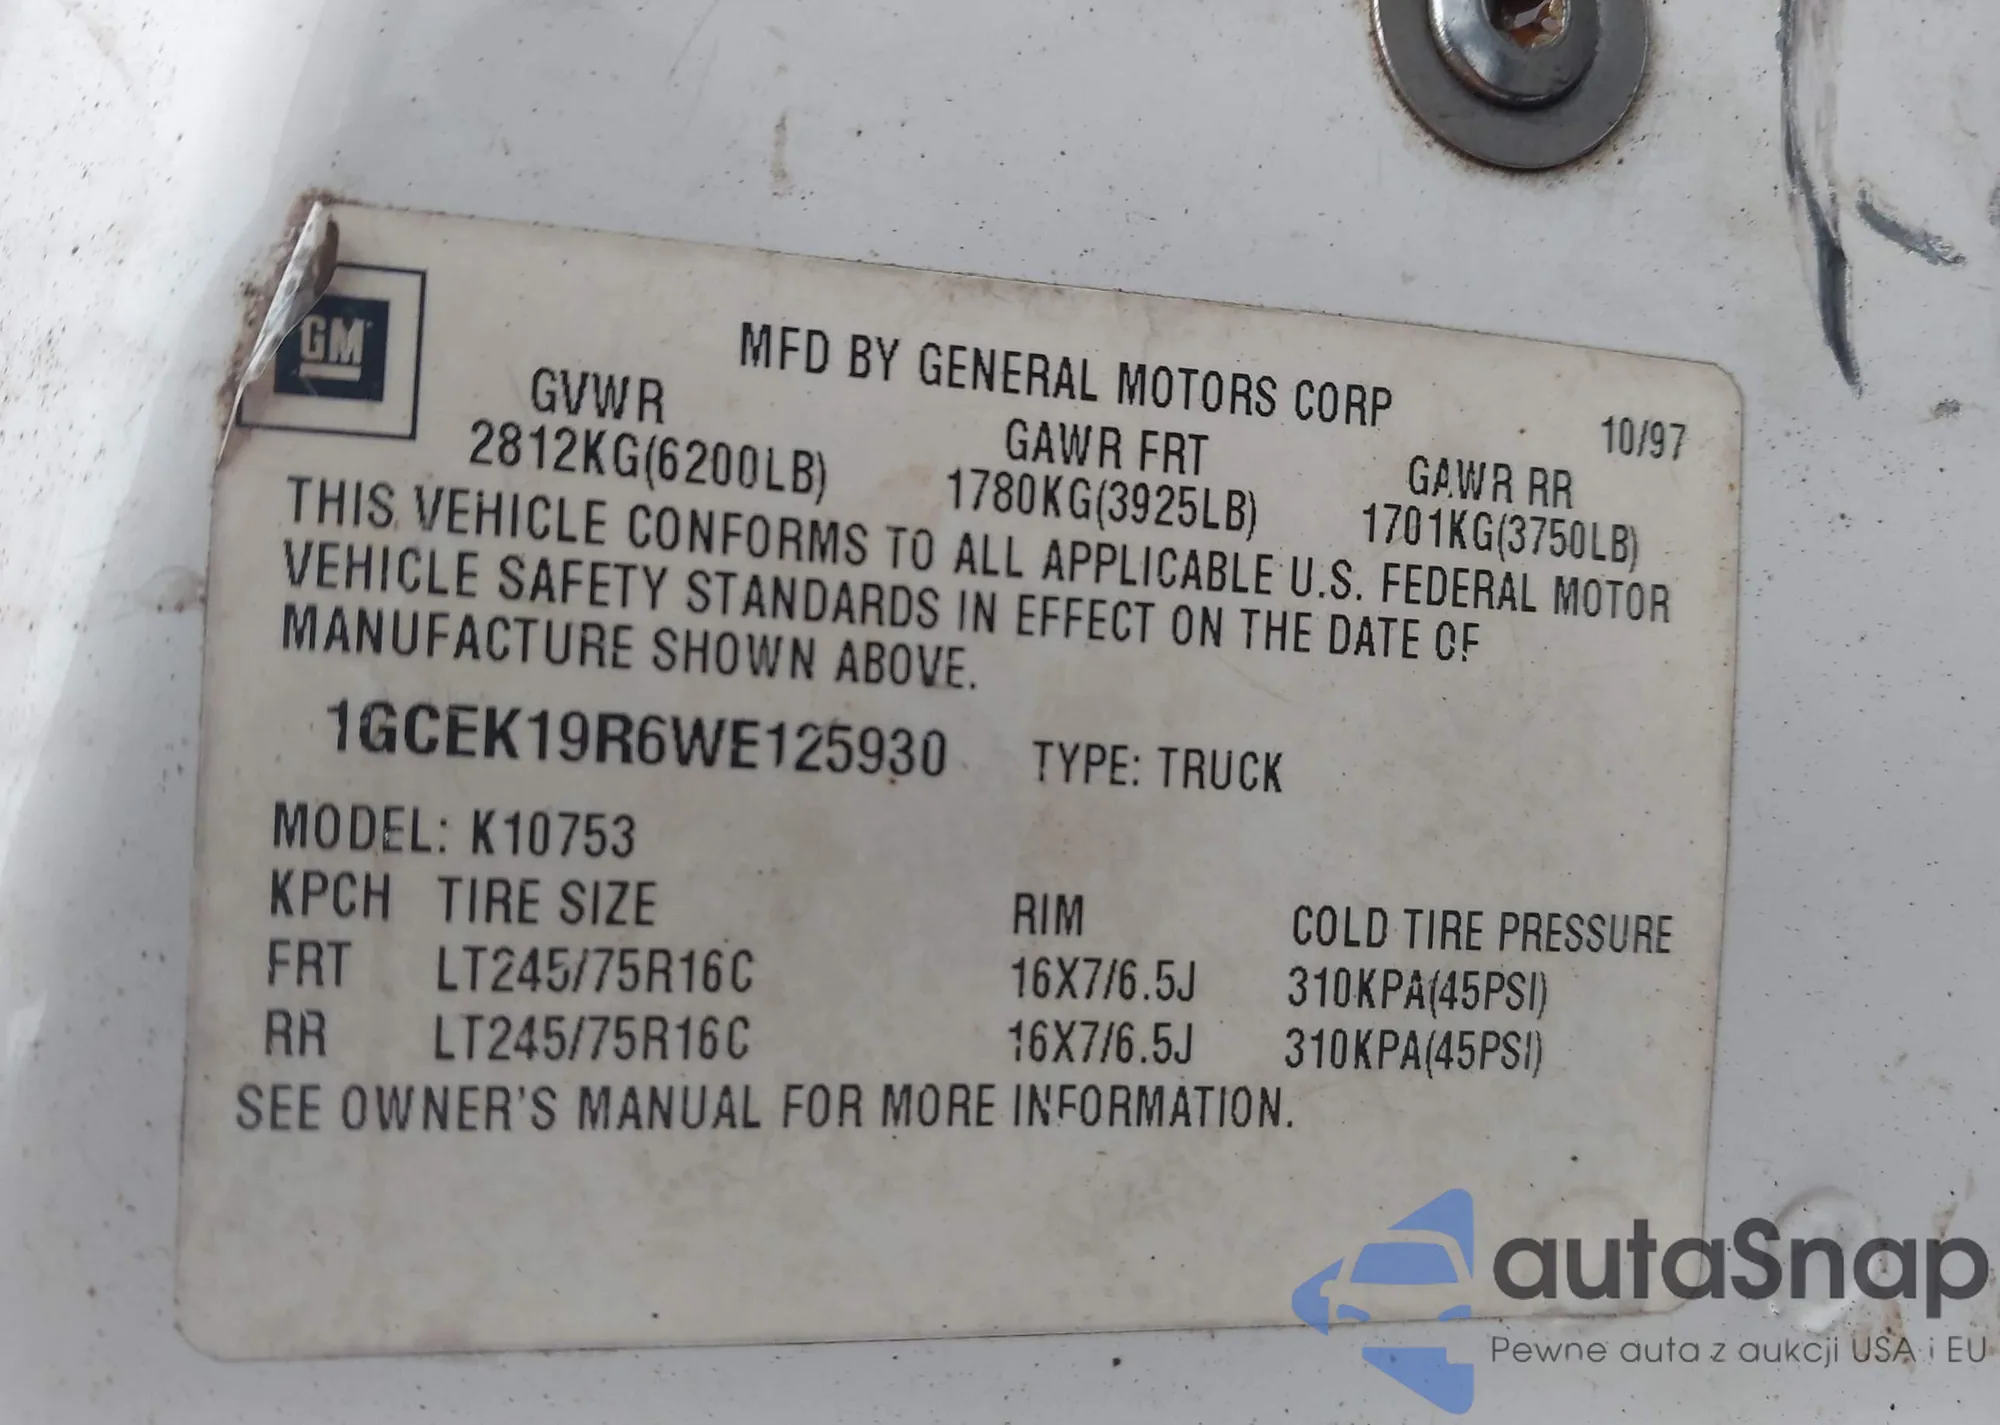 GM
MFD BY GENERAL MOTORS CORP
10/97
GVWR GAWR FRT GAWR RR
2812KG(6200LB) 1780KG(3925LB) 1701KG(3750LB)
THIS VEHICLE CONFORMS TO ALL APPLICABLE U.S. FEDERAL MOTOR
VEHICLE SAFETY STANDARDS IN EFFECT ON THE DATE OF
MANUFACTURE SHOWN ABOVE.
1GCEK19R6WE125930 TYPE: TRUCK
MODEL: K10753
KPCH TIRE SIZE RIM COLD TIRE PRESSURE
FRT LT245/75R16C 16X7/6.5J 310KPA(45PSI)
RR LT245/75R16C 16X7/6.5J 310KPA(45PSI)
SEE OWNER'S MANUAL FOR MORE INFORMATION.
autaSnap
Pewne auta z aukcji USA i EU